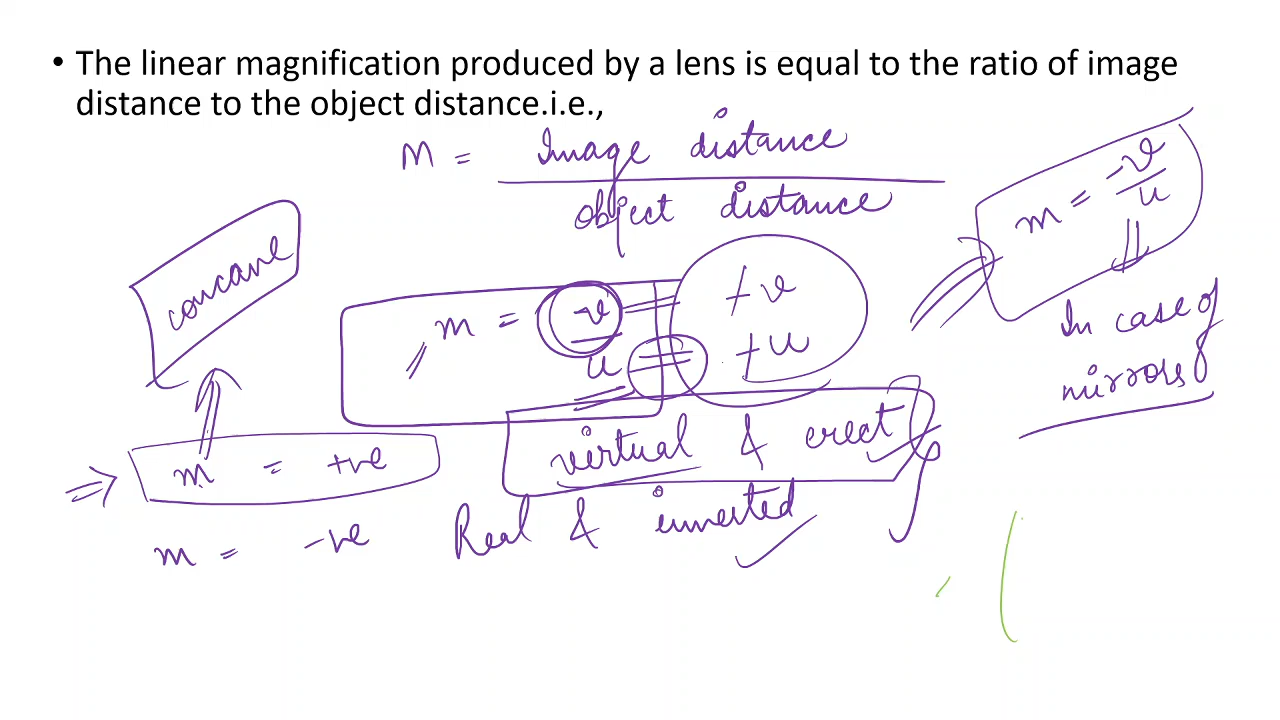 • The linear magnification produced by a lens is equal to the ratio of image
distance to the object distance.i.e.,
M = Image distance
object distance
m = -v
u
In case of
mirrors
concave
m = v
u
+v
+u
m = +ve
virtual & erect
m = -ve Real & inverted